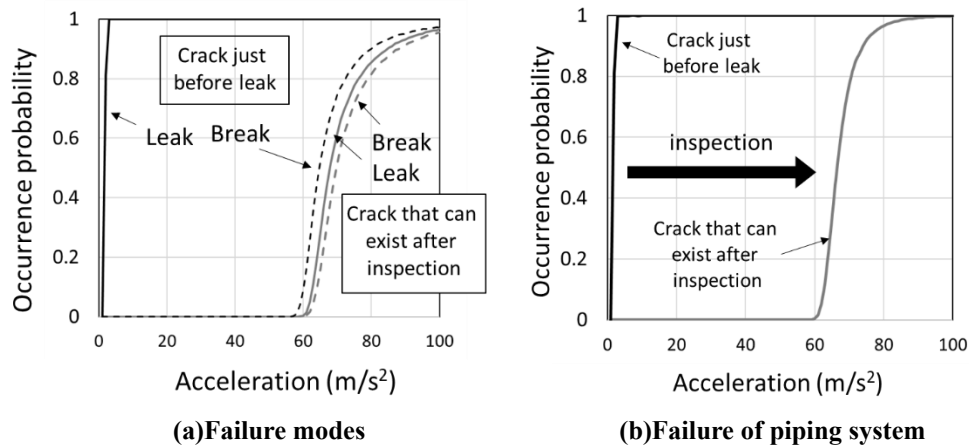 Occurrence probability
1
0.8
0.6
0.4
0.2
0
Crack just
before leak
Leak
Break
Break
Leak
Crack that can
exist after
inspection
0 20 40 60 80 100
Acceleration (m/s²)
(a)Failure modes
Occurrence probability
1
0.8
0.6
0.4
0.2
0
Crack just
before leak
inspection
Crack that can
exist after
inspection
0 20 40 60 80 100
Acceleration (m/s²)
(b)Failure of piping system